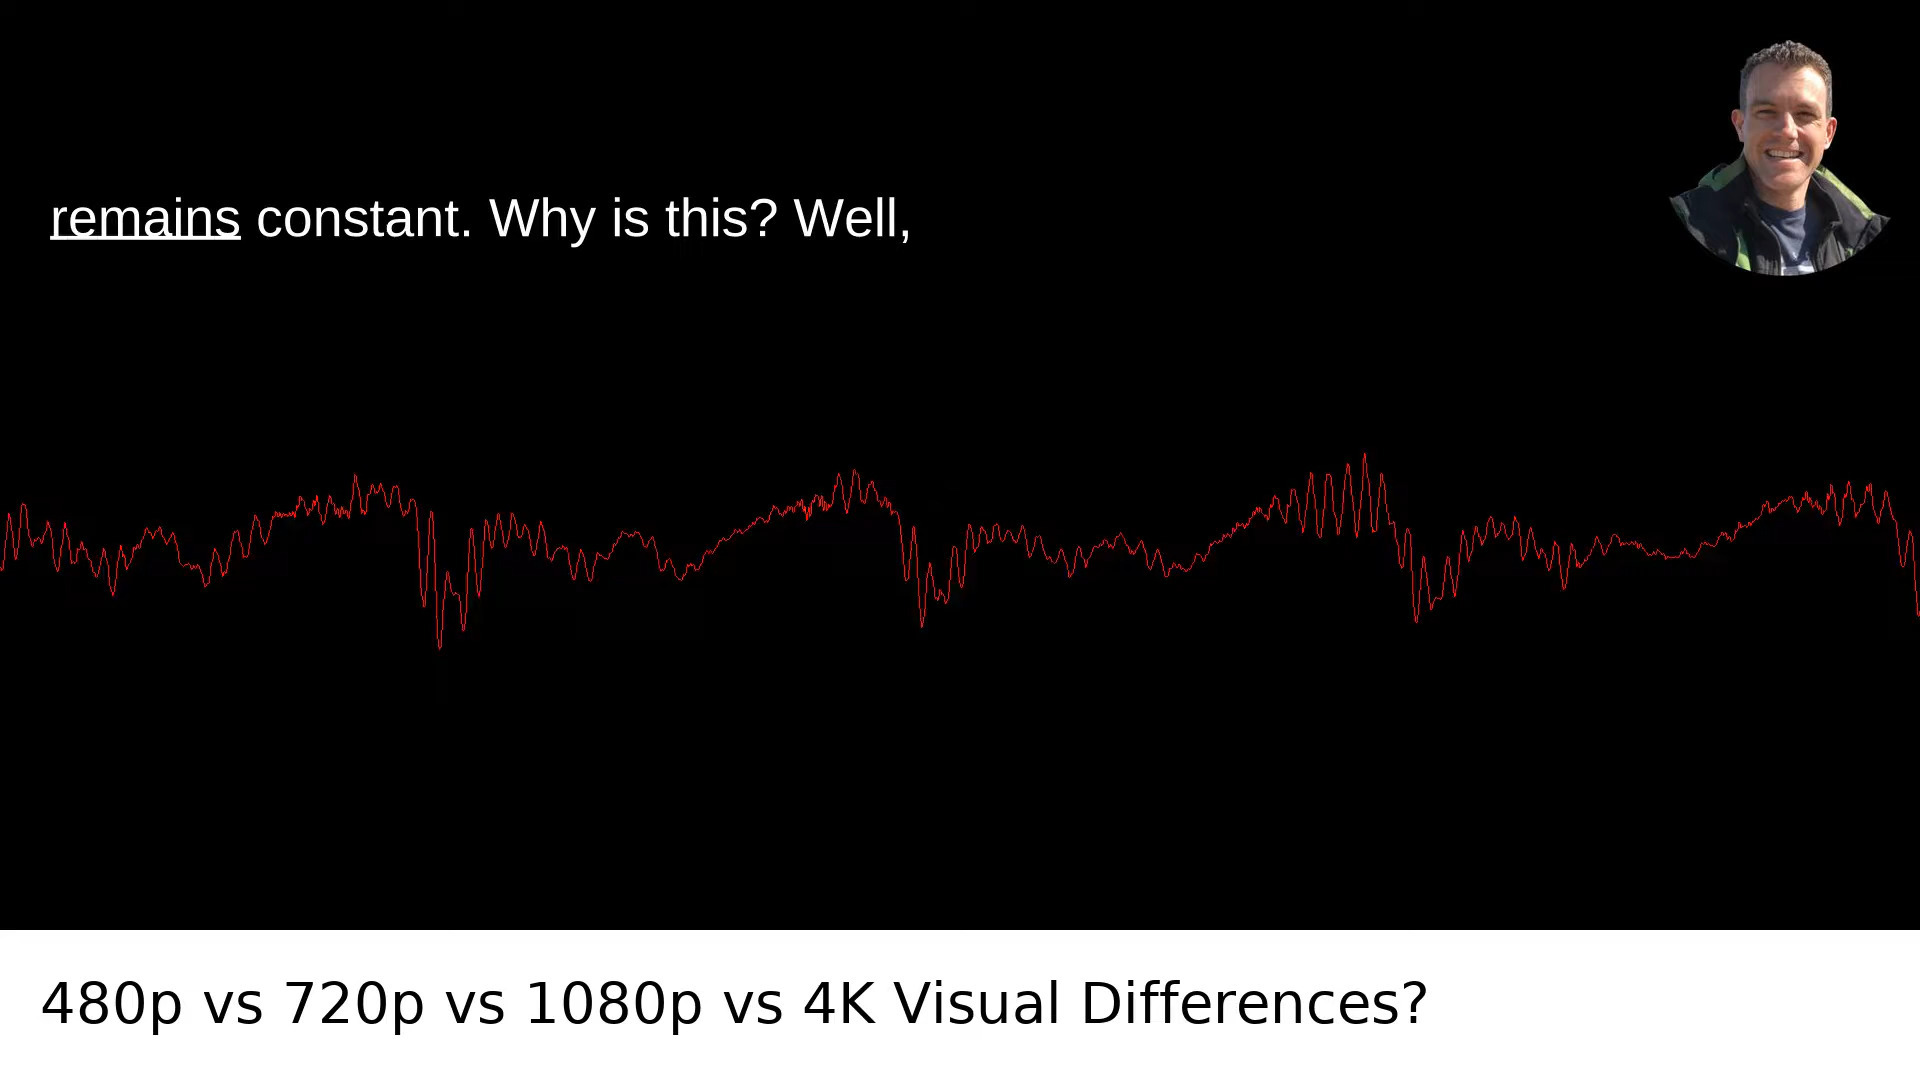 remains constant. Why is this? Well,
480p vs 720p vs 1080p vs 4K Visual Differences?